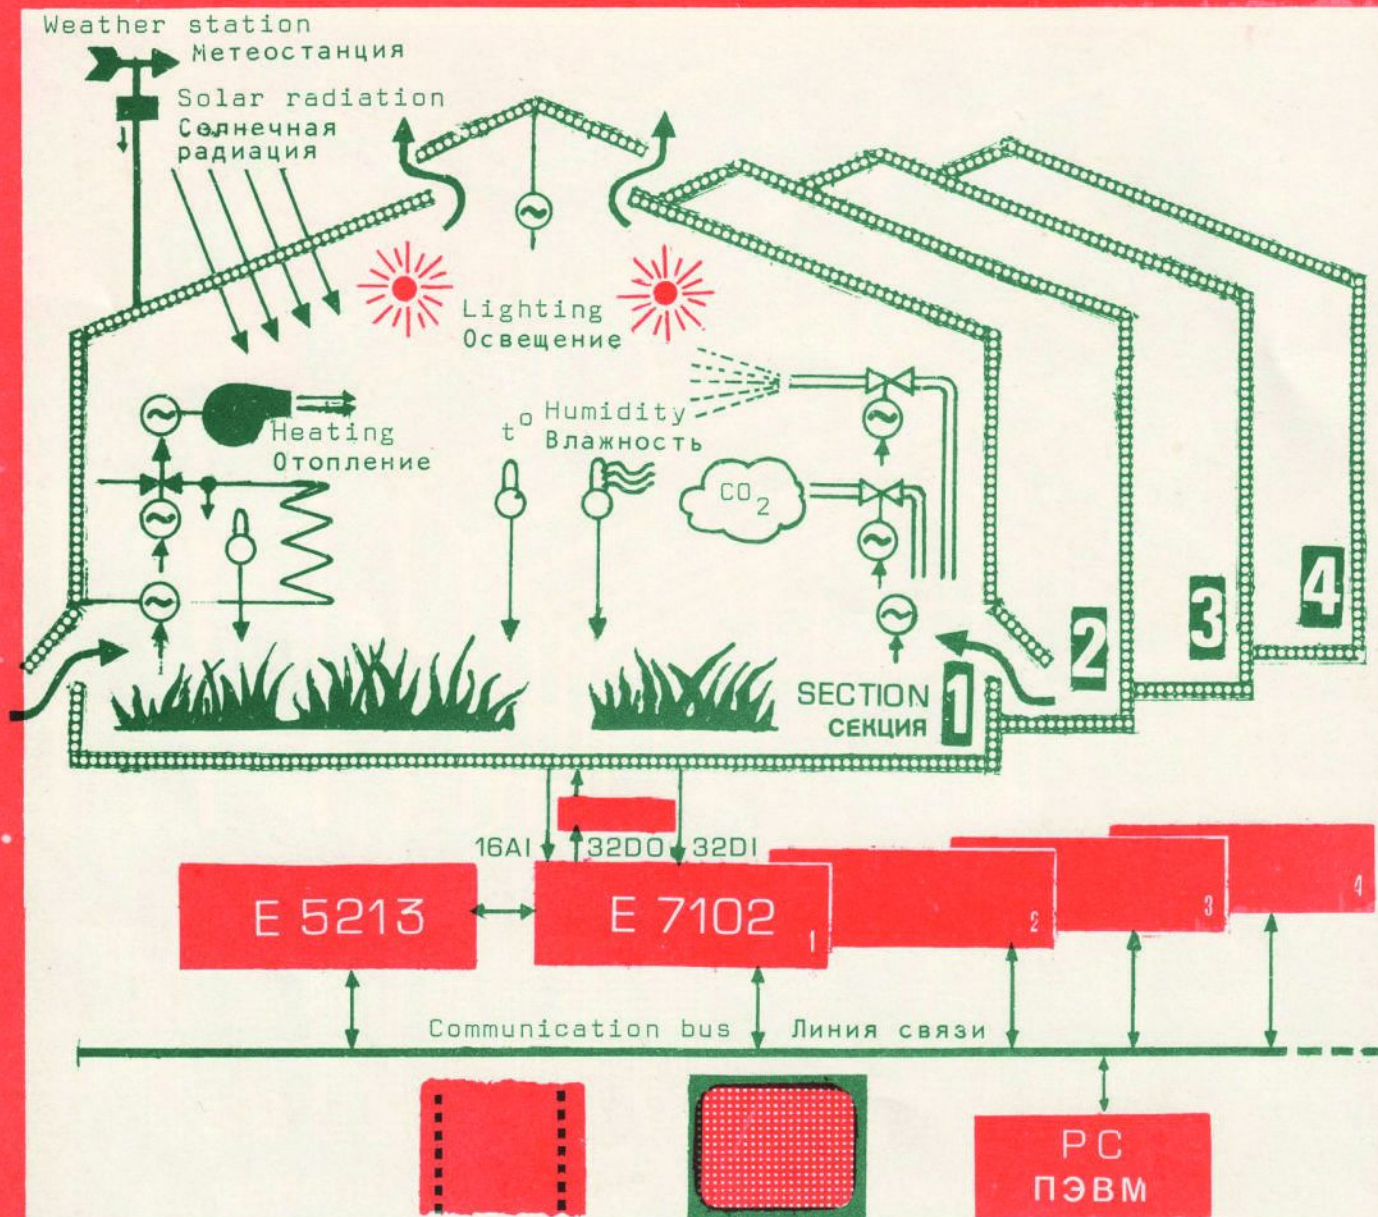 Weather station
Метеостанция
Solar radiation
Солнечная
радиация
Lighting
Освещение
Heating
Отопление
t°
Humidity
Влажность
CO₂
SECTION
СЕКЦИЯ
1
2
3
4
16AI
32DO
32DI
E 5213
E 7102
1
2
3
4
Communication bus
Линия связи
PC
ПЭВМ